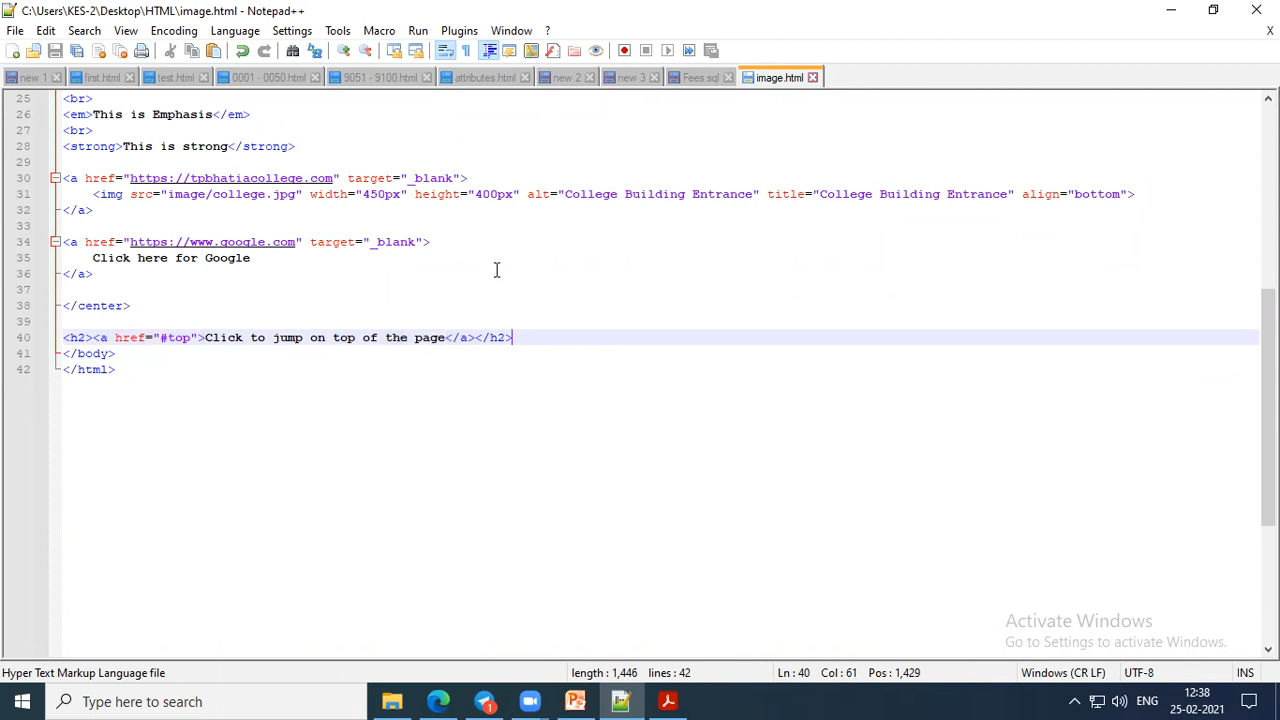 C:\Users\KES-2\Desktop\HTML\image.html - Notepad++
File Edit Search View Encoding Language Settings Tools Macro Run Plugins Window ? X
new 1 first.html test.html 0001 - 0050.html 9051 - 9100.html attributes.html new 2 new 3 Fees.sql image.html
25 <br>
26 <em>This is Emphasis</em>
27 <br>
28 <strong>This is strong</strong>
29
30 <a href="https://tpbhatiacollege.com" target="_blank">
31 <img src="image/college.jpg" width="450px" height="400px" alt="College Building Entrance" title="College Building Entrance" align="bottom">
32 </a>
33
34 <a href="https://www.google.com" target="_blank">
35 Click here for Google
36 </a>
37
38 </center>
39
40 <h2><a href="#top">Click to jump on top of the page</a></h2>
41 </body>
42 </html>
Activate Windows
Go to Settings to activate Windows.
Hyper Text Markup Language file length : 1,446 lines : 42 Ln : 40 Col : 61 Pos : 1,429 Windows (CR LF) UTF-8 INS
Type here to search 1 ENG 12:38
25-02-2021